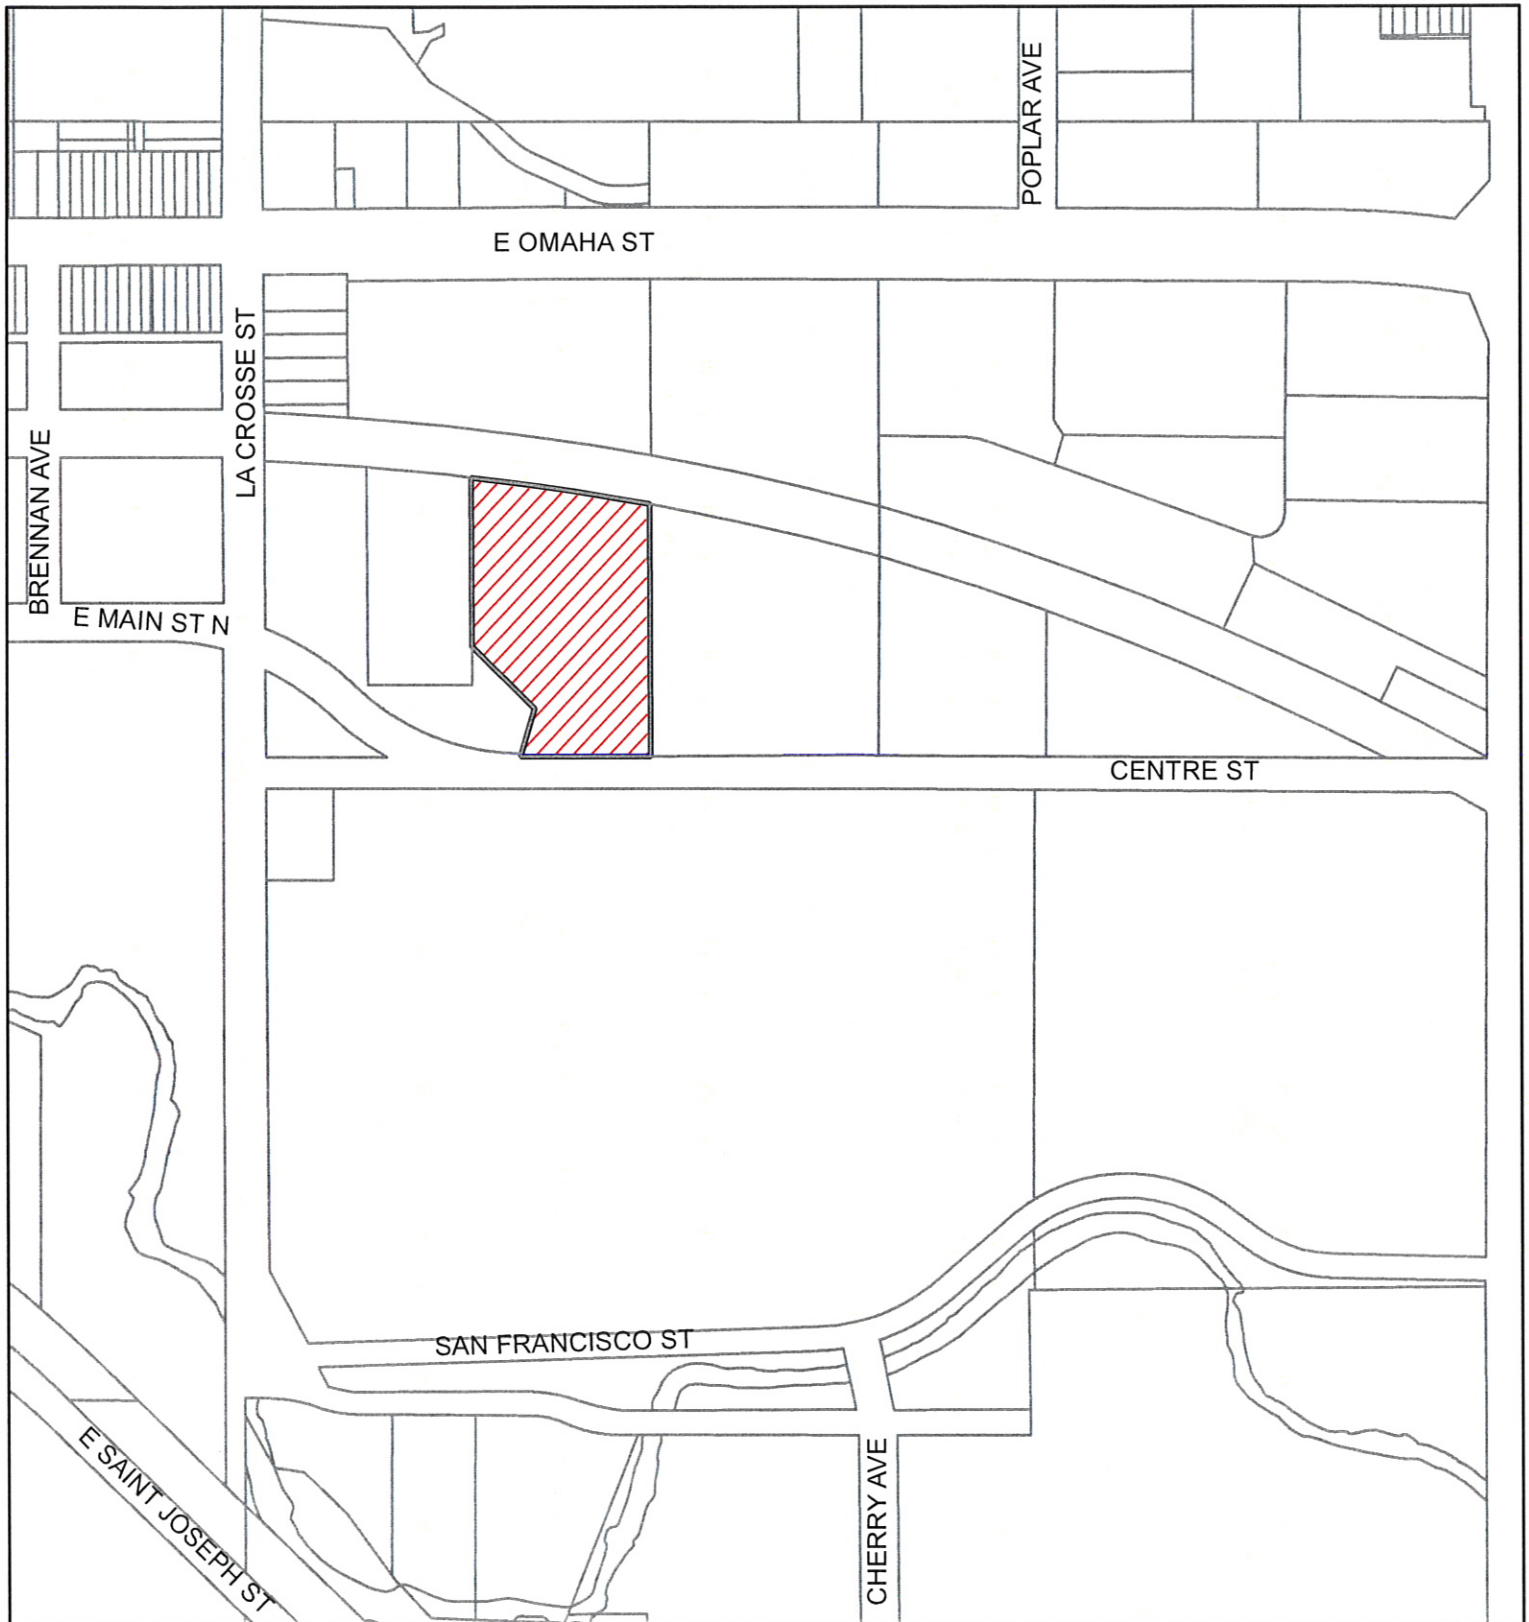 POPLAR AVE
E OMAHA ST
LA CROSSE ST
BRENNAN AVE
E MAIN ST N
CENTRE ST
SAN FRANCISCO ST
E SAINT JOSEPH ST
CHERRY AVE